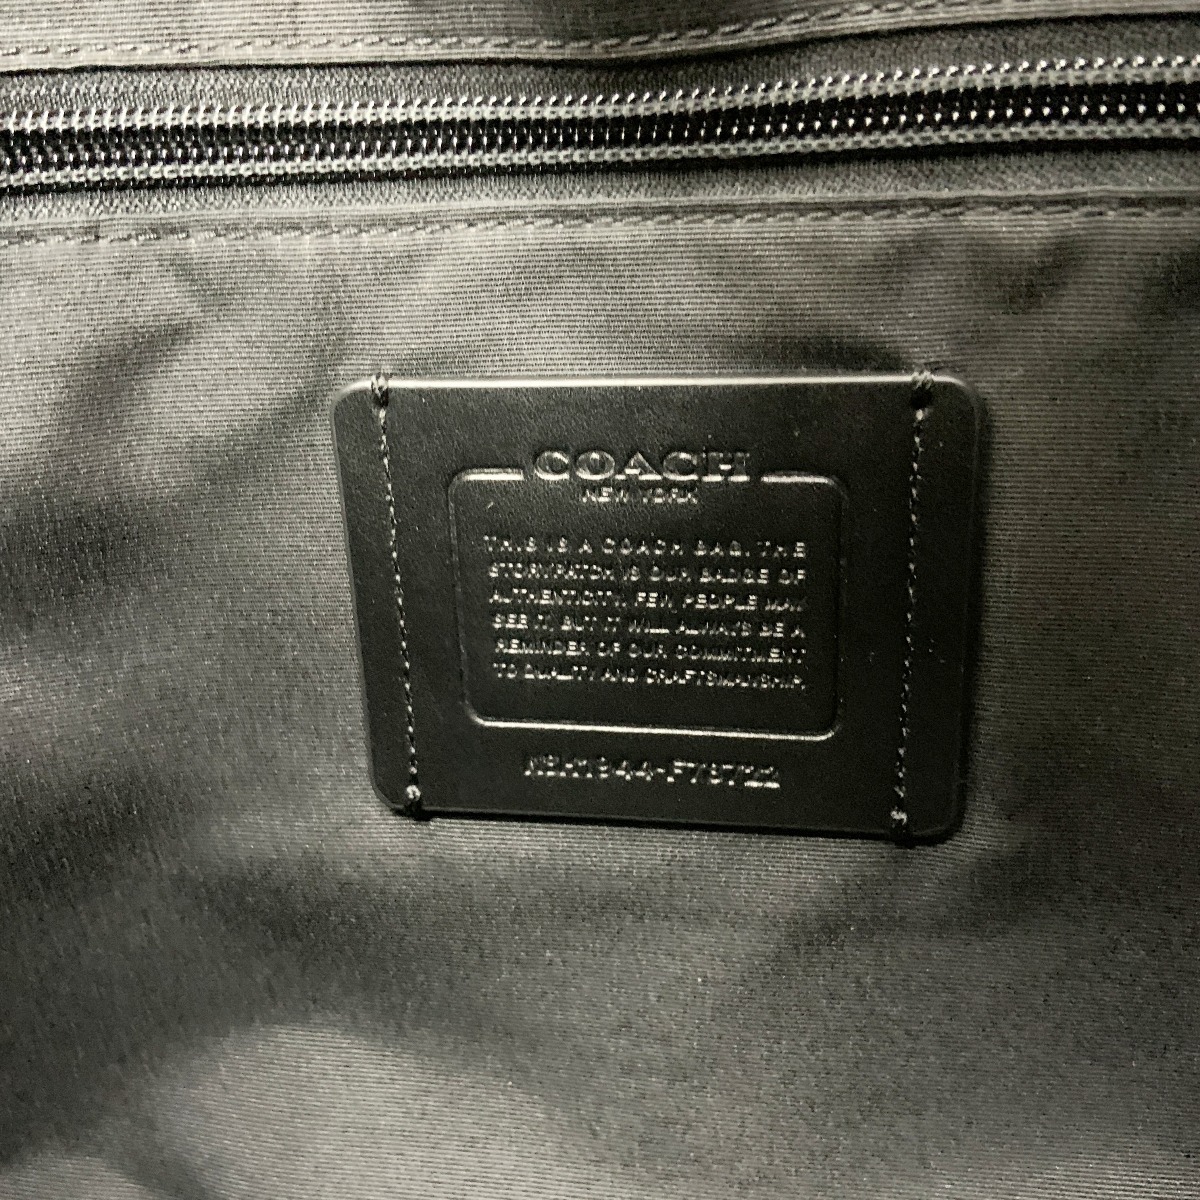 COACH
NEW YORK
THIS IS A COACH BAG. THE
STORYPATCH IS OUR BADGE OF
AUTHENTICITY. FEW PEOPLE MAY
SEE IT, BUT IT WILL ALWAYS BE A
REMINDER OF OUR COMMITMENT
TO QUALITY AND CRAFTSMANSHIP.